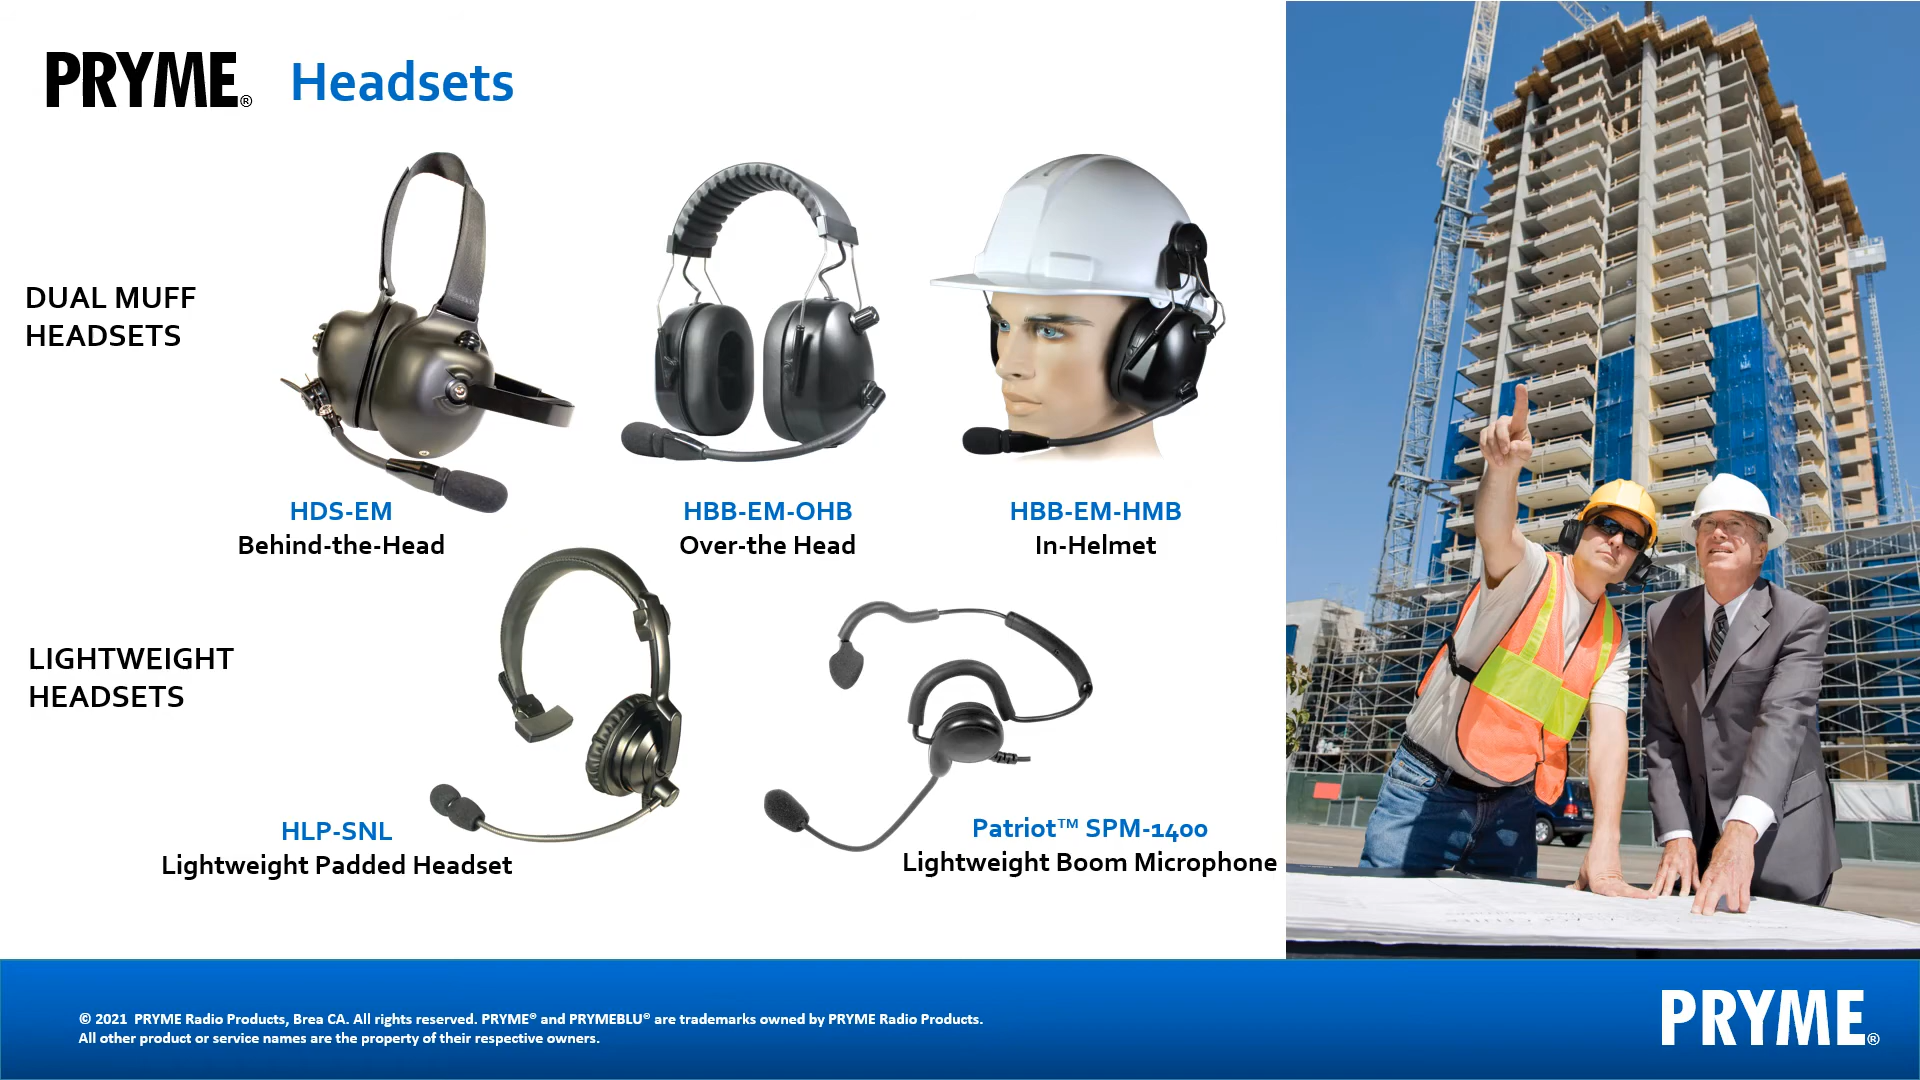 PRYME®
Headsets
DUAL MUFF
HEADSETS
HDS-EM
Behind-the-Head
HBB-EM-OHB
Over-the Head
HBB-EM-HMB
In-Helmet
LIGHTWEIGHT
HEADSETS
HLP-SNL
Lightweight Padded Headset
Patriot™ SPM-1400
Lightweight Boom Microphone
© 2021 PRYME Radio Products, Brea CA. All rights reserved. PRYME® and PRYMEBLU® are trademarks owned by PRYME Radio Products.
All other product or service names are the property of their respective owners.
PRYME®